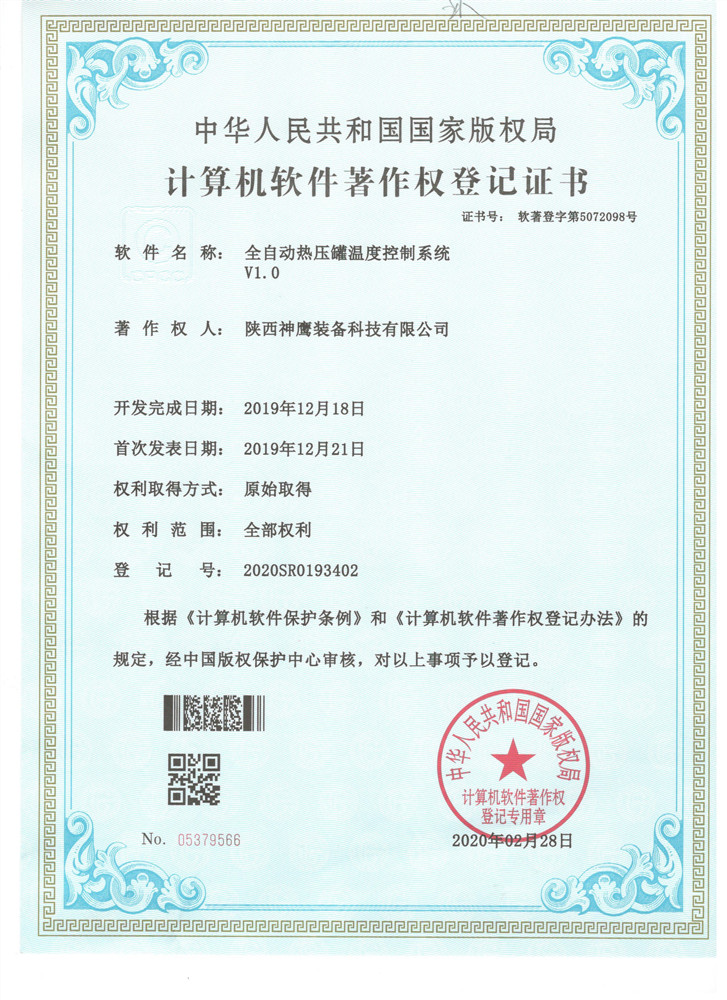 中华人民共和国国家版权局
计算机软件著作权登记证书
证书号： 软著登字第5072098号
软件名称： 全自动热压罐温度控制系统
V1.0
著作权人： 陕西神鹰装备科技有限公司
开发完成日期： 2019年12月18日
首次发表日期： 2019年12月21日
权利取得方式： 原始取得
权利范围： 全部权利
登记号： 2020SR0193402
根据《计算机软件保护条例》和《计算机软件著作权登记办法》的
规定，经中国版权保护中心审核，对以上事项予以登记。
中华人民共和国国家版权局
计算机软件著作权
登记专用章
No. 05379566
2020年02月28日